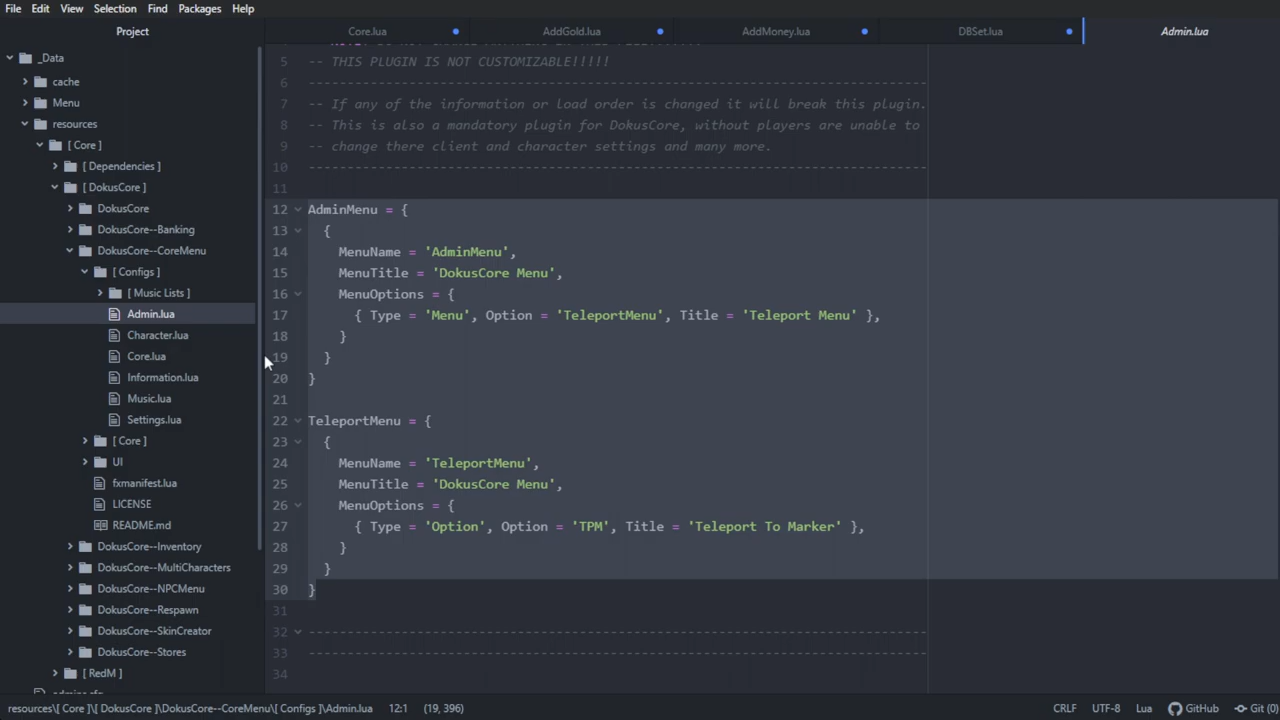 File Edit View Selection Find Packages Help
Project
Core.lua AddGold.lua AddMoney.lua DBSet.lua Admin.lua
_Data
cache
Menu
resources
[ Core ]
[ Dependencies ]
[ DokusCore ]
DokusCore
DokusCore--Banking
DokusCore--CoreMenu
[ Configs ]
[ Music Lists ]
Admin.lua
Character.lua
Core.lua
Information.lua
Music.lua
Settings.lua
[ Core ]
UI
fxmanifest.lua
LICENSE
README.md
DokusCore--Inventory
DokusCore--MultiCharacters
DokusCore--NPCMenu
DokusCore--Respawn
DokusCore--SkinCreator
DokusCore--Stores
[ RedM ]
5 -- THIS PLUGIN IS NOT CUSTOMIZABLE!!!!!
6 --------------------------------------------------------------------------------
7 -- If any of the information or load order is changed it will break this plugin.
8 -- This is also a mandatory plugin for DokusCore, without players are unable to
9 -- change there client and character settings and many more.
10 --------------------------------------------------------------------------------
11
12 AdminMenu = {
13 {
14 MenuName = 'AdminMenu',
15 MenuTitle = 'DokusCore Menu',
16 MenuOptions = {
17 { Type = 'Menu', Option = 'TeleportMenu', Title = 'Teleport Menu' },
18 }
19 }
20 }
21
22 TeleportMenu = {
23 {
24 MenuName = 'TeleportMenu',
25 MenuTitle = 'DokusCore Menu',
26 MenuOptions = {
27 { Type = 'Option', Option = 'TPM', Title = 'Teleport To Marker' },
28 }
29 }
30 }
31
32 --------------------------------------------------------------------------------
33 --------------------------------------------------------------------------------
34
resources\[ Core ]\[ DokusCore ]\DokusCore--CoreMenu\[ Configs ]\Admin.lua 12:1 (19, 396) CRLF UTF-8 Lua GitHub Git (0)